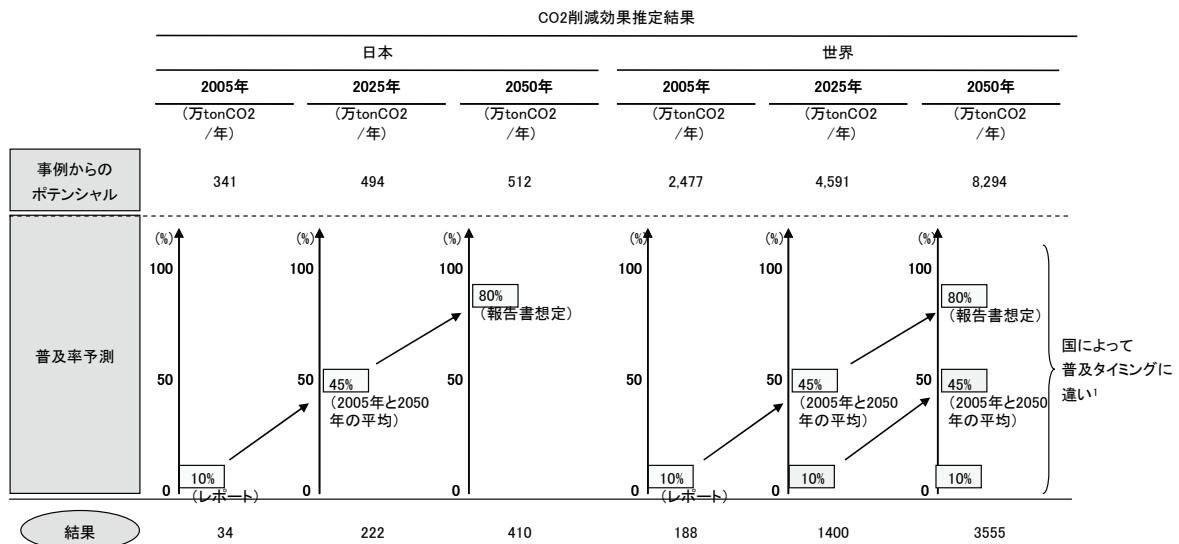 CO2削減効果推定結果
日本
世界
2005年
2025年
2050年
2005年
2025年
2050年
(万tonCO2
/年)
(万tonCO2
/年)
(万tonCO2
/年)
(万tonCO2
/年)
(万tonCO2
/年)
(万tonCO2
/年)
事例からの
ポテンシャル
341
494
512
2,477
4,591
8,294
普及率予測
(%)
100
50
0
10%
(レポート)
(%)
100
50
0
45%
(2005年と2050
年の平均)
(%)
100
50
0
80%
(報告書想定)
(%)
100
50
0
10%
(レポート)
(%)
100
50
0
45%
(2005年と2050
年の平均)
10%
(%)
100
50
0
80%
(報告書想定)
45%
(2005年と2050
年の平均)
10%
国によって
普及タイミングに
違い1
結果
34
222
410
188
1400
3555